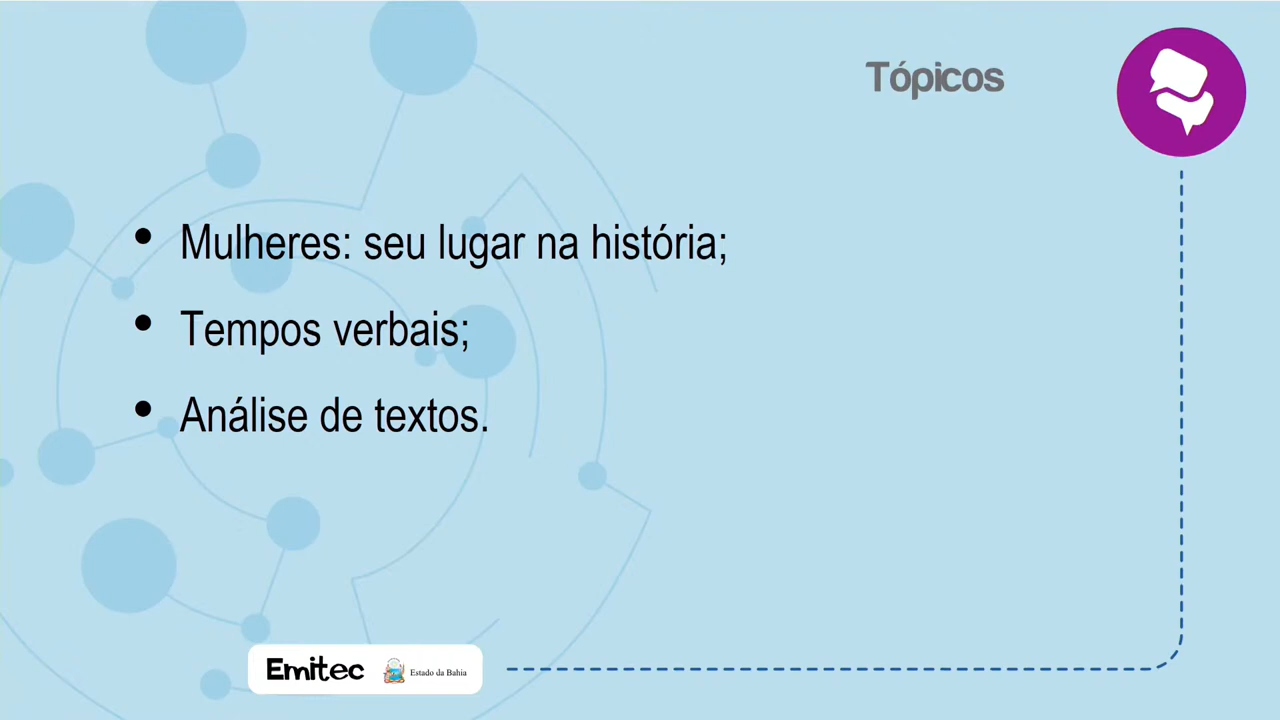 Tópicos
• Mulheres: seu lugar na história;
• Tempos verbais;
• Análise de textos.
Emitec Estado da Bahia